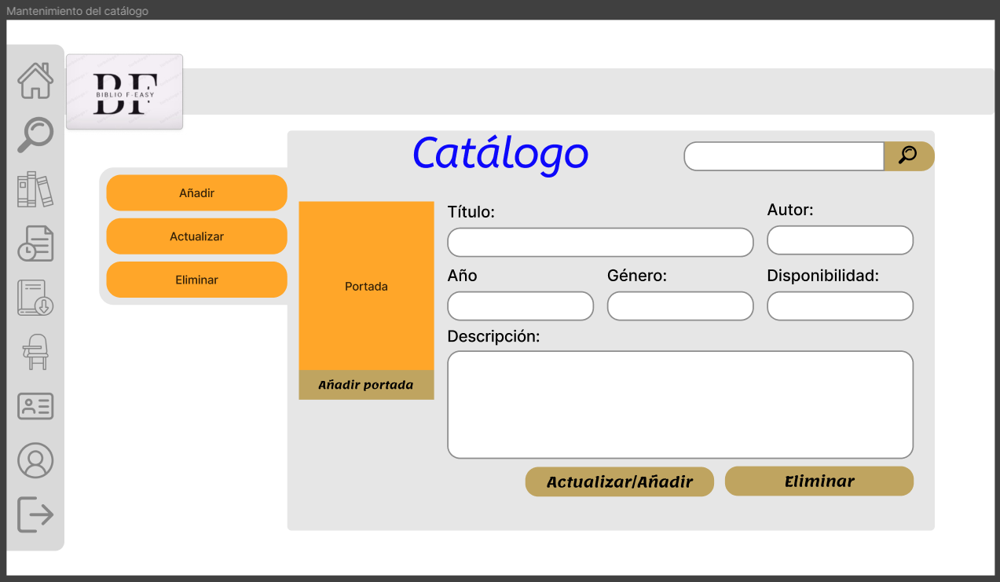 Mantenimiento del catálogo
BF
BIBLIO F-EASY
Catálogo
Añadir
Actualizar
Eliminar
Portada
Añadir portada
Título:
Autor:
Año
Género:
Disponibilidad:
Descripción:
Actualizar/Añadir
Eliminar